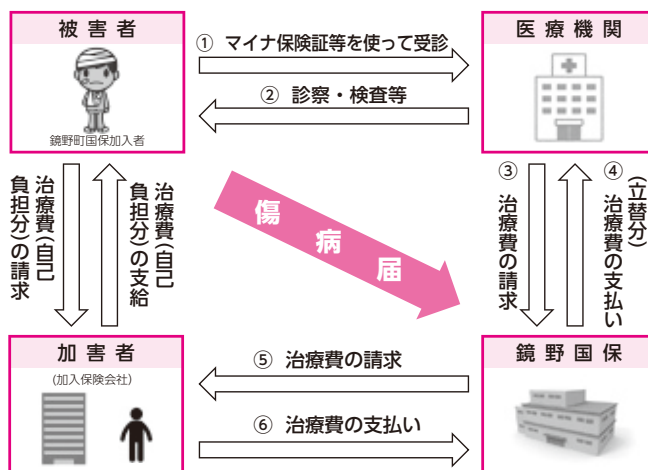 被害者
鏡野町国保加入者
① マイナ保険証等を使って受診
② 診察・検査等
医療機関
治療費(自己
負担分)の請求
治療費(自己
負担分)の支給
傷病届
③ 治療費の請求
④ 治療費の支払い
(立替分)
加害者
(加入保険会社)
⑤ 治療費の請求
⑥ 治療費の支払い
鏡野国保